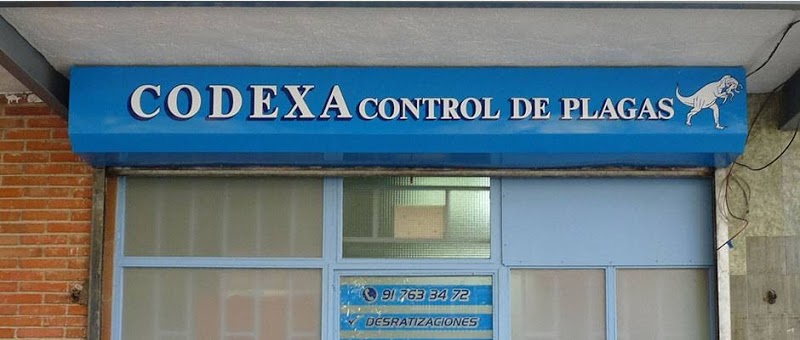 CODEXA CONTROL DE PLAGAS
91 763 34 72
Y DESRATIZACIONES